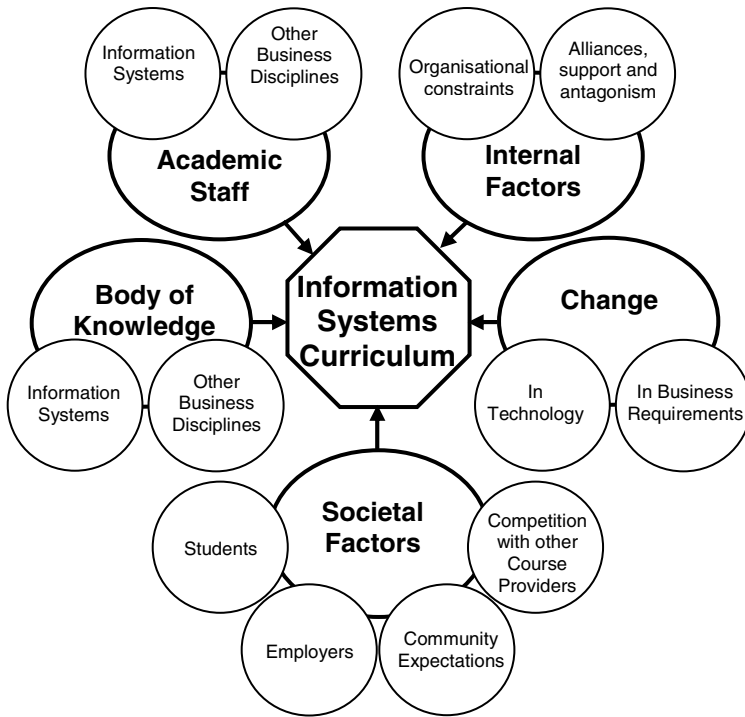 Information
Systems
Other
Business
Disciplines
Academic
Staff
Organisational
constraints
Alliances,
support and
antagonism
Internal
Factors
Body of
Knowledge
Information
Systems
Other
Business
Disciplines
Information
Systems
Curriculum
Change
In
Technology
In Business
Requirements
Societal
Factors
Students
Employers
Community
Expectations
Competition
with other
Course
Providers